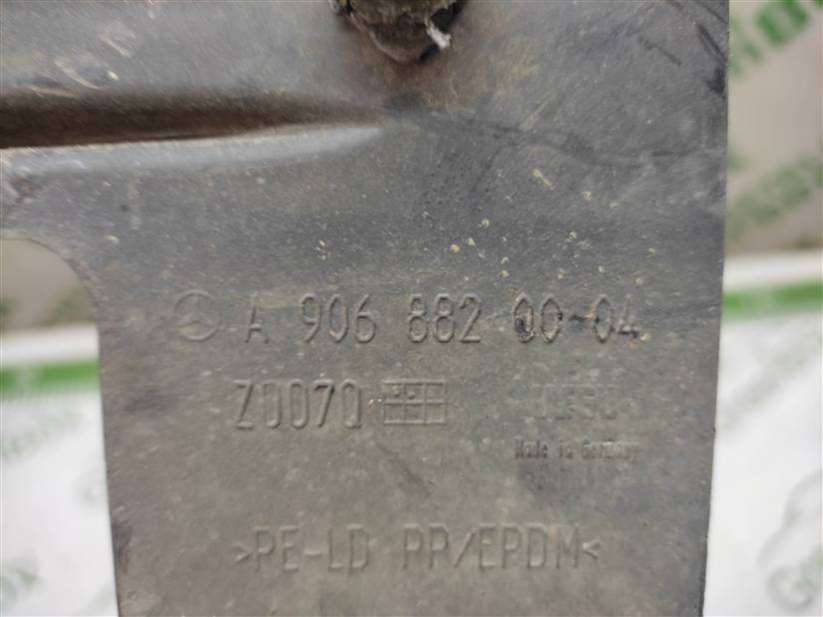 A 906 882 00-04
Z0070
Made in Germany
>PE-LD PP/EPDM<